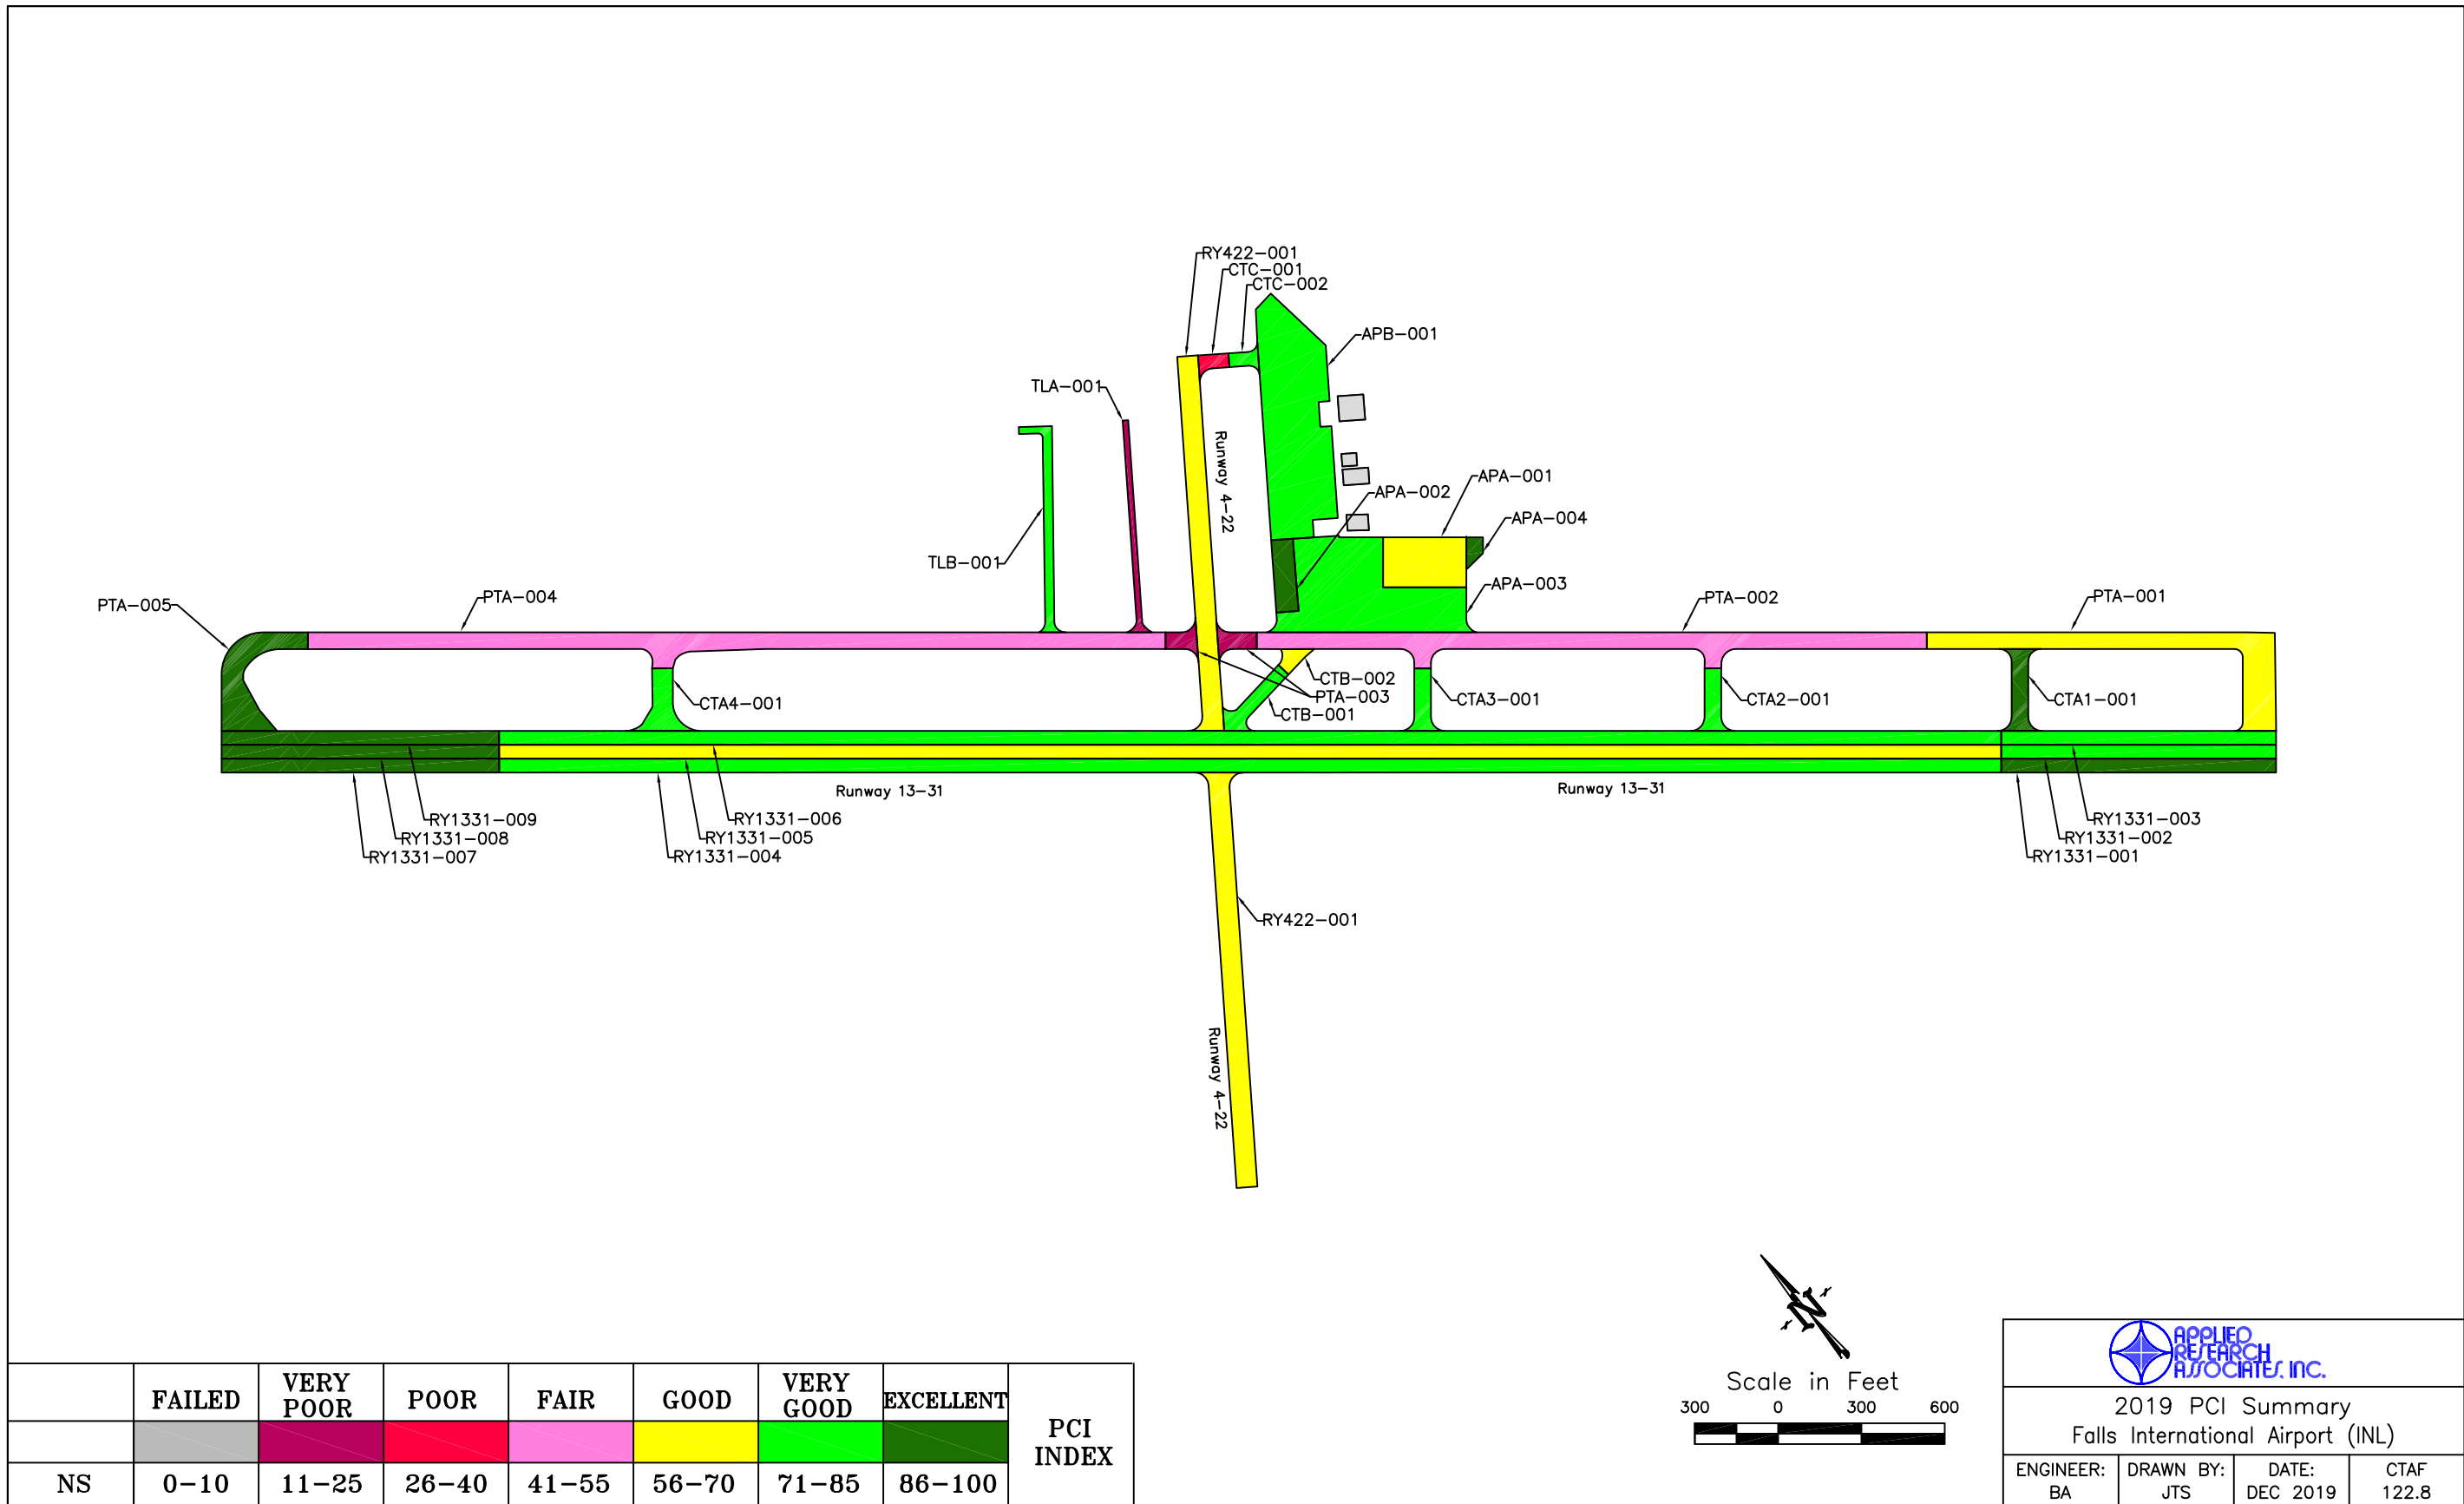 RY422-001
CTC-001
CTC-002
APB-001
TLA-001
Runway 4-22
APA-001
APA-002
APA-004
TLB-001
APA-003
PTA-005
PTA-004
PTA-002
PTA-001
CTB-002
PTA-003
CTA4-001
CTB-001
CTA3-001
CTA2-001
CTA1-001
Runway 13-31
Runway 13-31
RY1331-009
RY1331-008
RY1331-007
RY1331-006
RY1331-005
RY1331-004
RY1331-003
RY1331-002
RY1331-001
RY422-001
Runway 4-22
N
Scale in Feet
300 0 300 600
FAILED VERY POOR POOR FAIR GOOD VERY GOOD EXCELLENT
PCI INDEX
NS 0-10 11-25 26-40 41-55 56-70 71-85 86-100
APPLIED
RESEARCH
ASSOCIATES, INC.
2019 PCI Summary
Falls International Airport (INL)
ENGINEER: DRAWN BY: DATE: CTAF
BA JTS DEC 2019 122.8